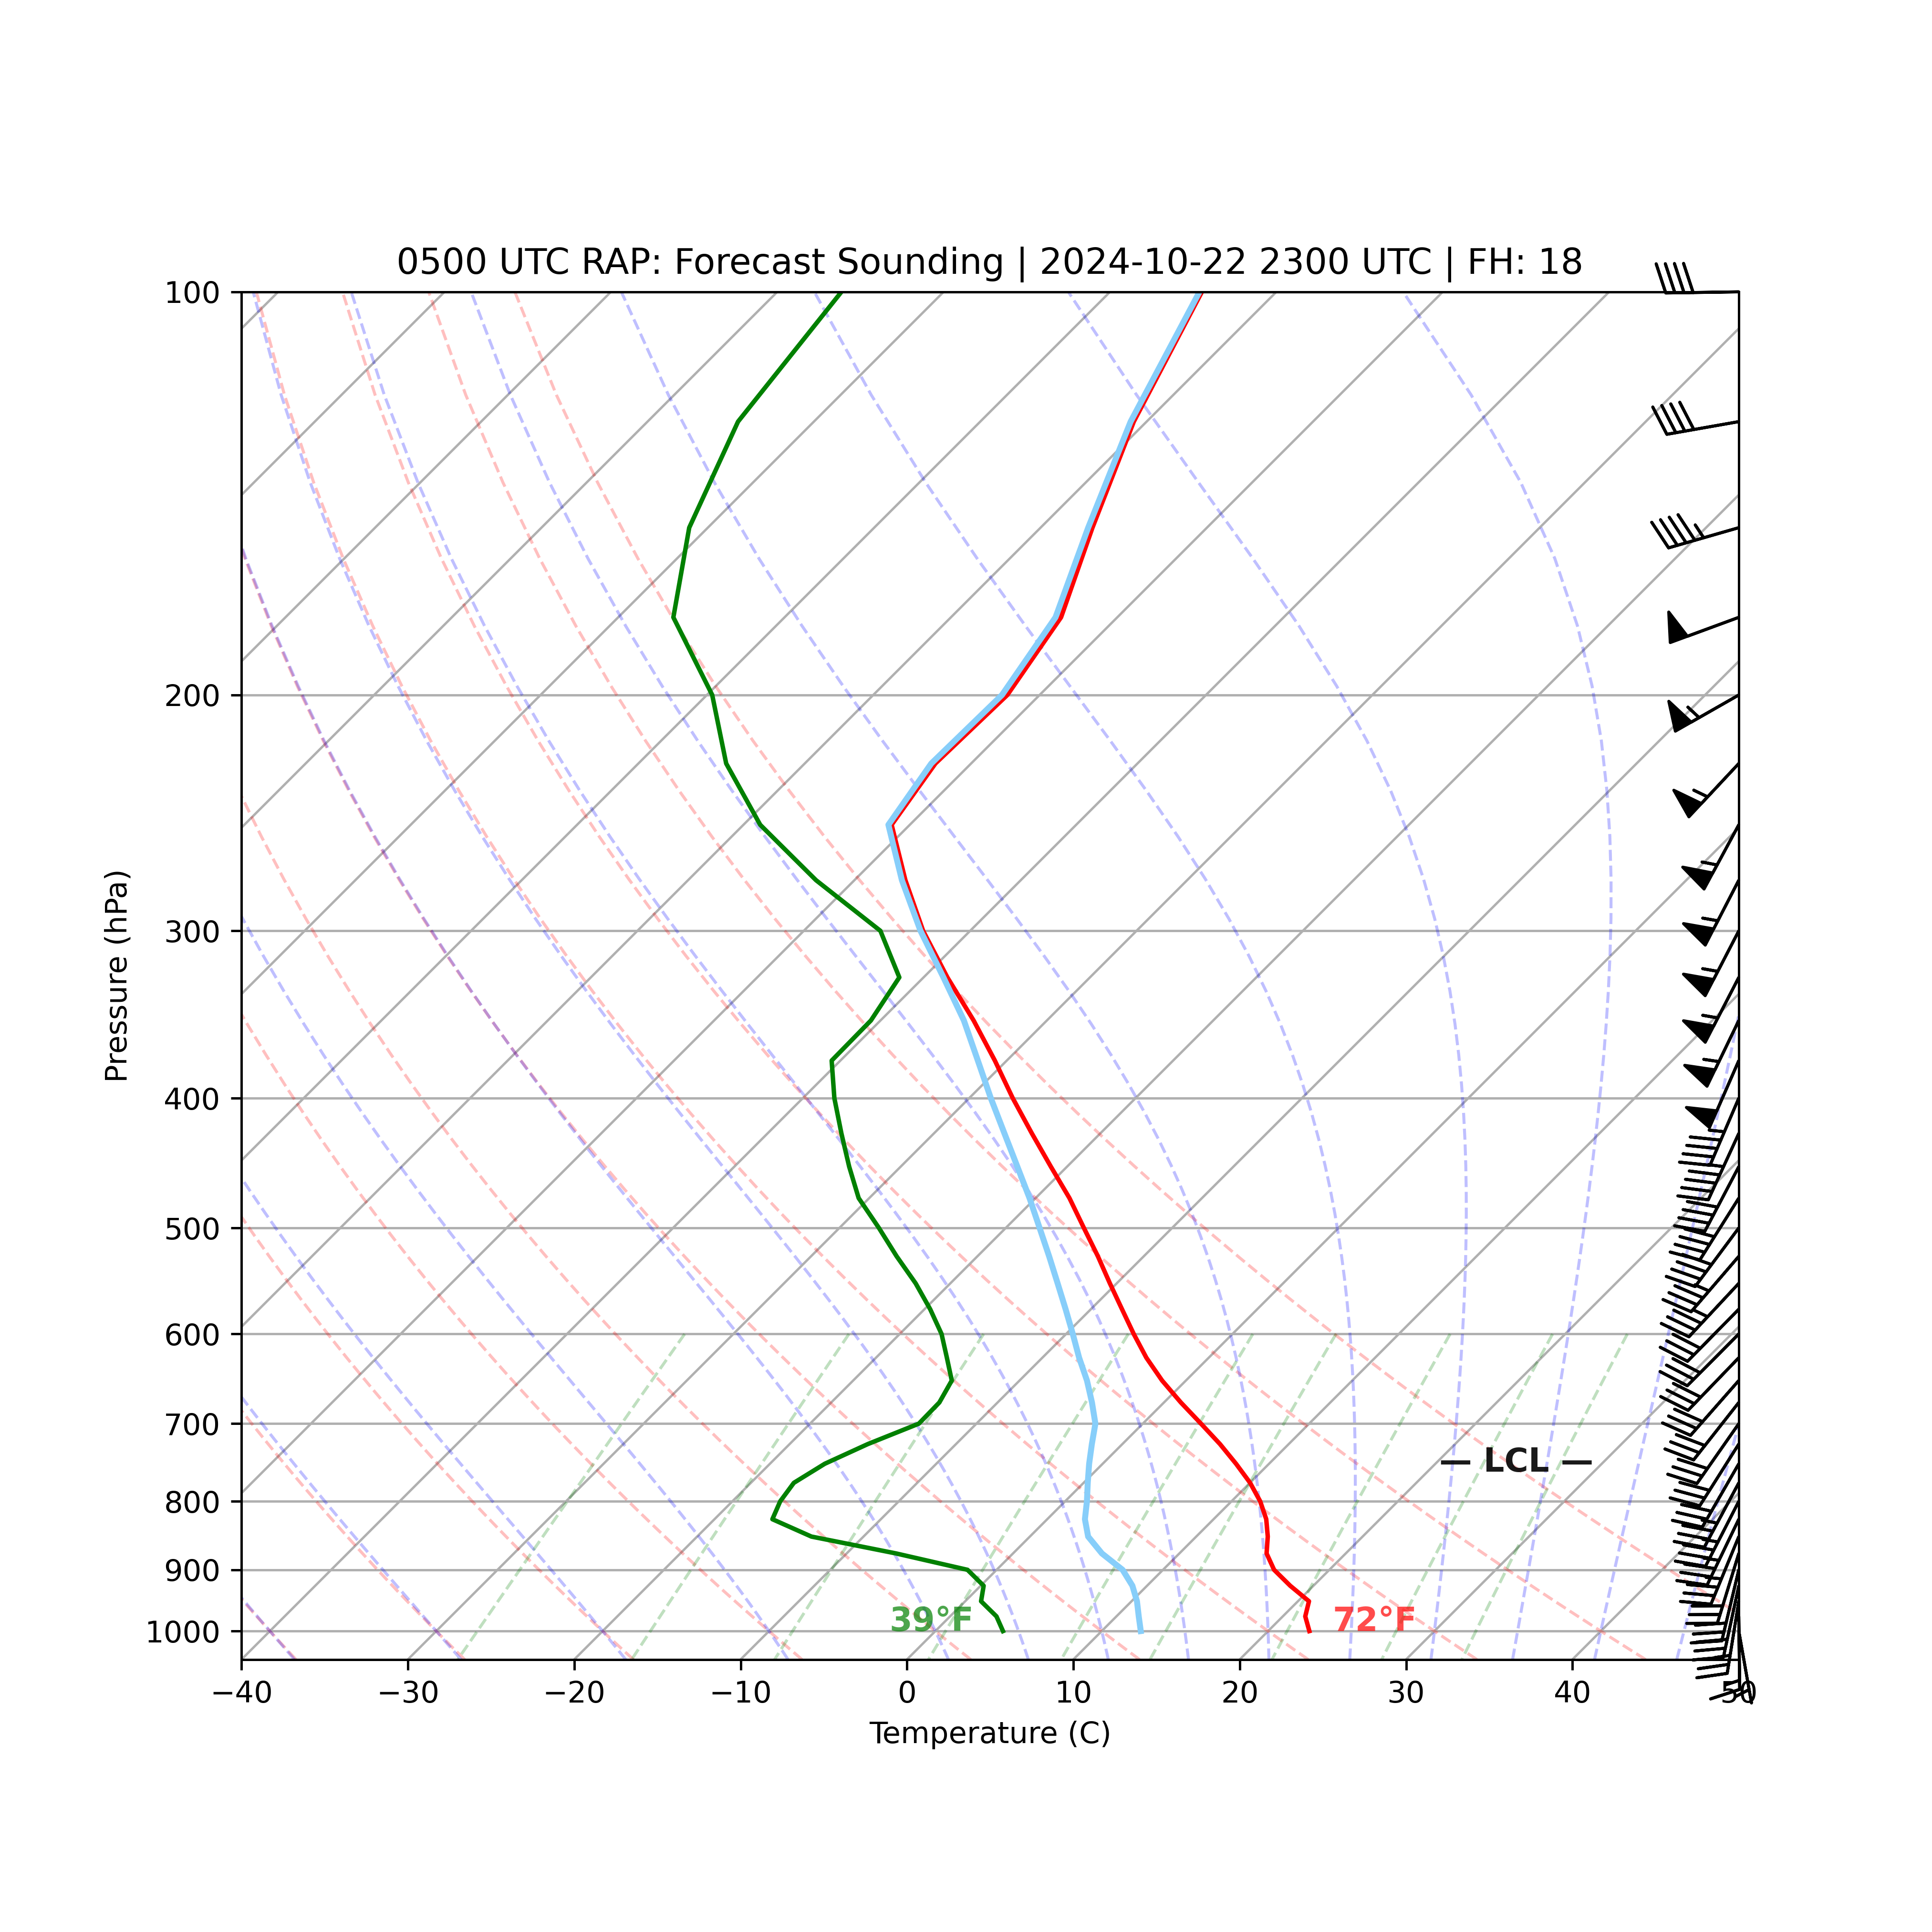 0500 UTC RAP: Forecast Sounding | 2024-10-22 2300 UTC | FH: 18
100
200
300
400
500
600
700
800
900
1000
Pressure (hPa)
— LCL —
39°F
72°F
−40 −30 −20 −10 0 10 20 30 40 50
Temperature (C)